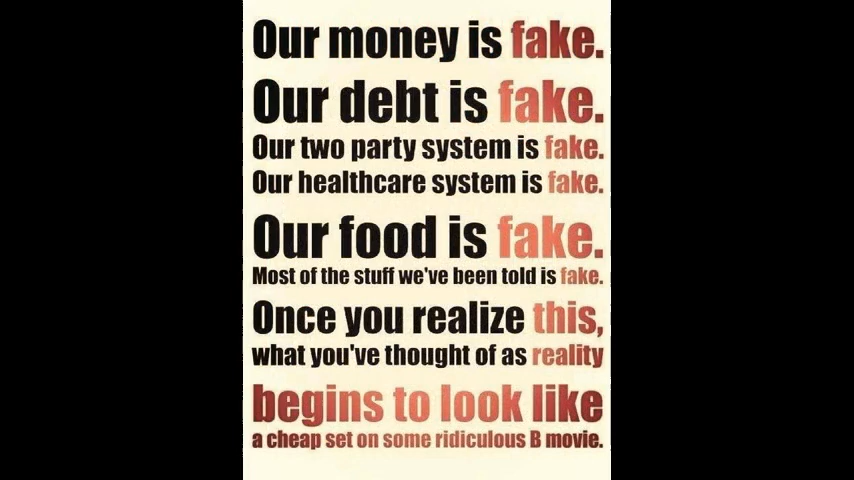 Our money is fake.
Our debt is fake.
Our two party system is fake.
Our healthcare system is fake.
Our food is fake.
Most of the stuff we've been told is fake.
Once you realize this,
what you've thought of as reality
begins to look like
a cheap set on some ridiculous B movie.